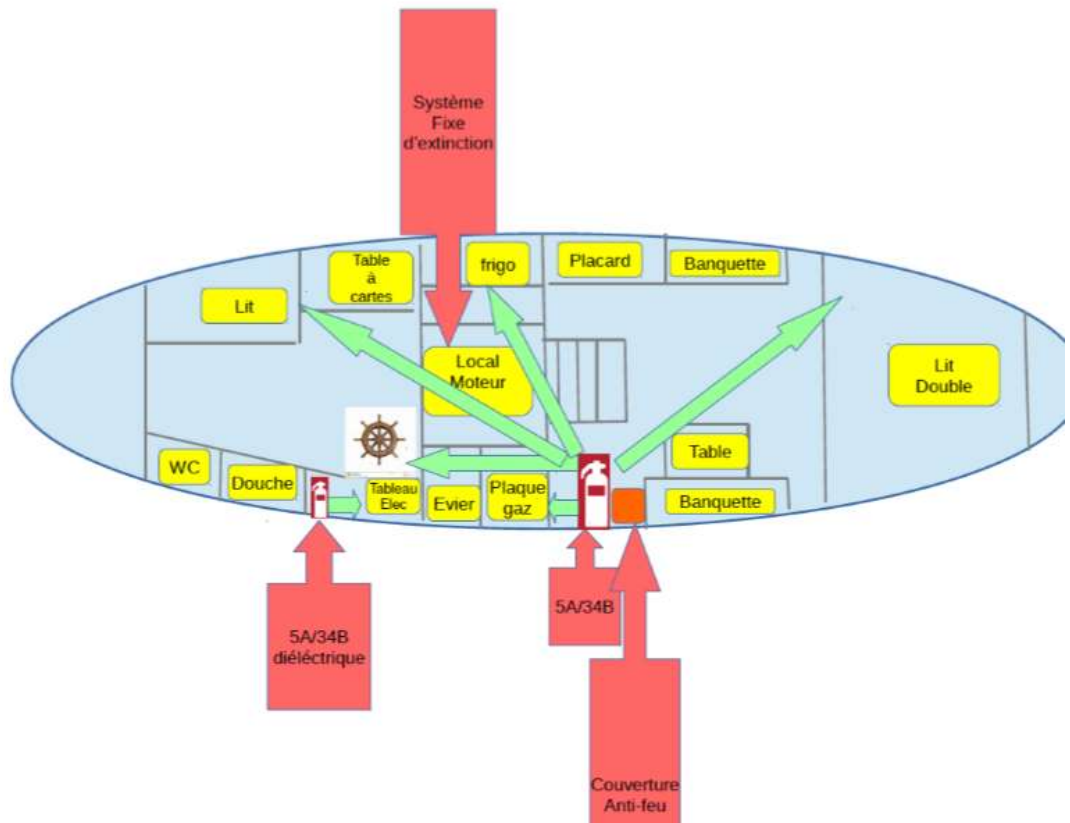 Système
Fixe
d'extinction
Table
à
cartes
frigo
Placard
Banquette
Lit
Local
Moteur
Lit
Double
WC
Douche
Tableau
Elec
Evier
Plaque
gaz
Table
Banquette
5A/34B
diéléctrique
5A/34B
Couverture
Anti-feu